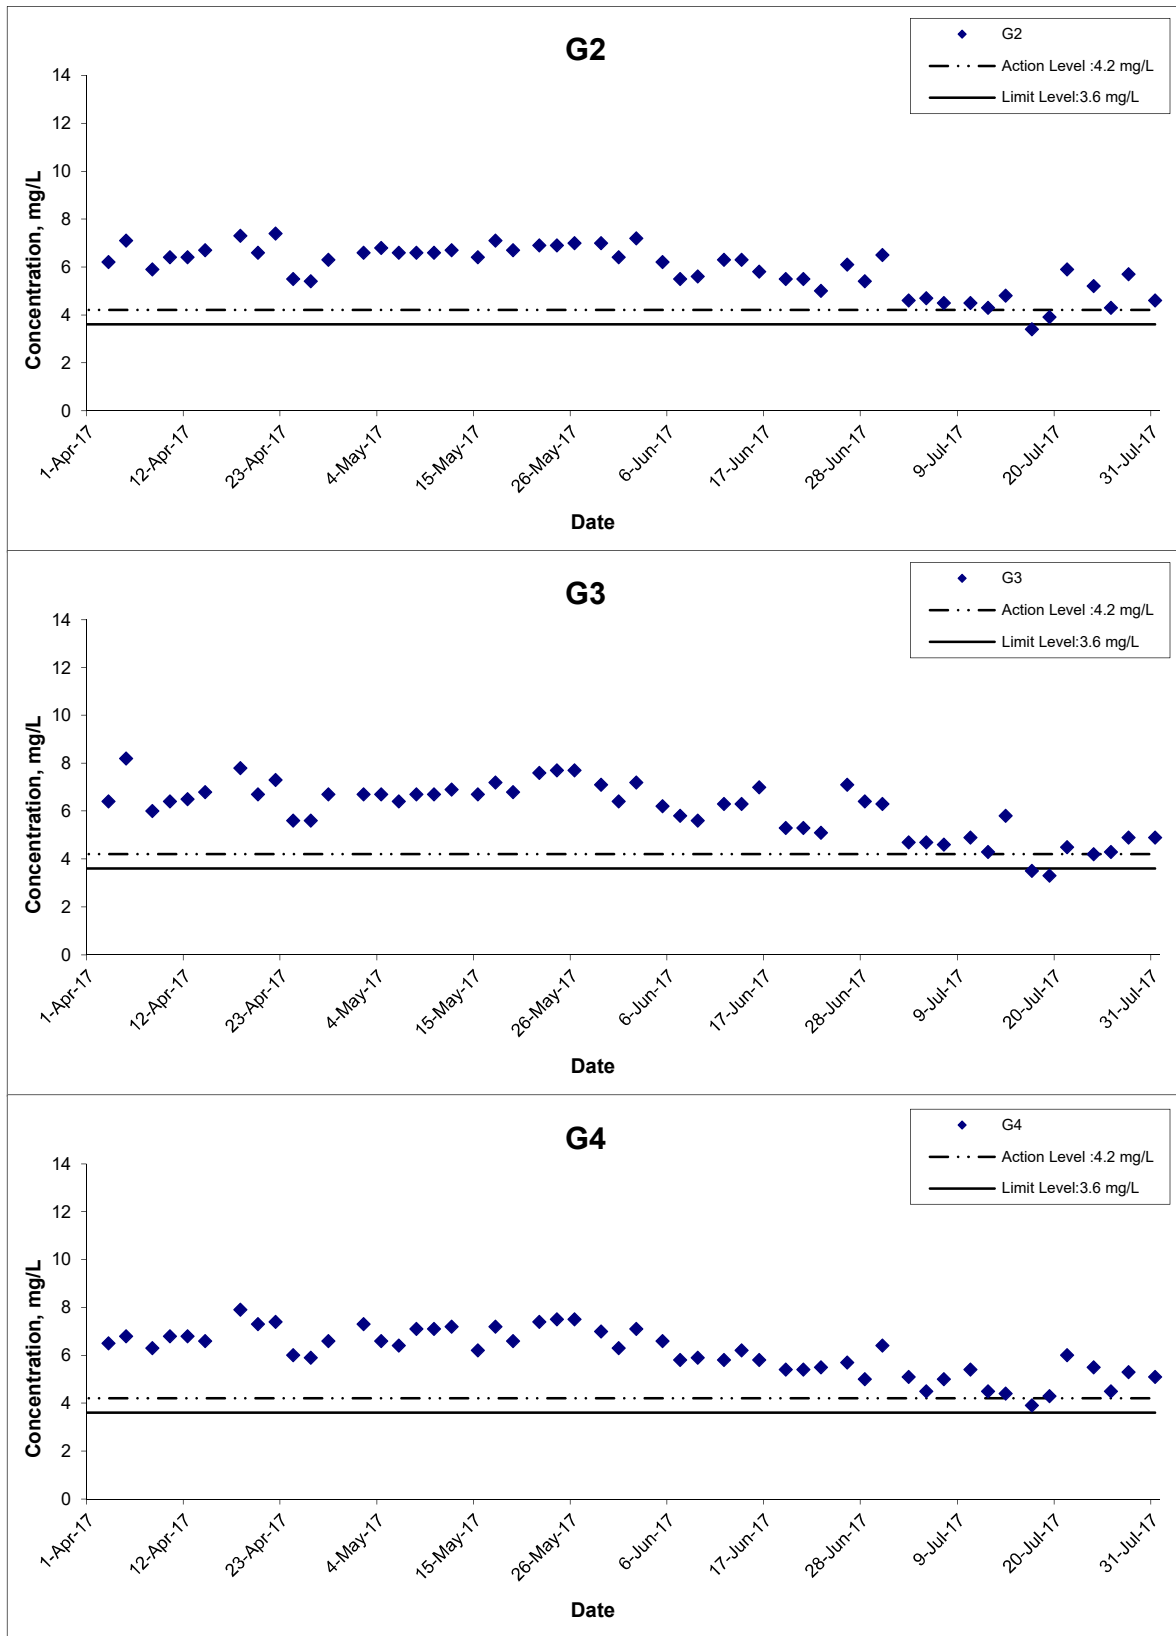 G2
G2
Action Level :4.2 mg/L
Limit Level:3.6 mg/L
Concentration, mg/L
14
12
10
8
6
4
2
0
1-Apr-17
12-Apr-17
23-Apr-17
4-May-17
15-May-17
26-May-17
6-Jun-17
17-Jun-17
28-Jun-17
9-Jul-17
20-Jul-17
31-Jul-17
Date
G3
G3
Action Level :4.2 mg/L
Limit Level:3.6 mg/L
Concentration, mg/L
14
12
10
8
6
4
2
0
1-Apr-17
12-Apr-17
23-Apr-17
4-May-17
15-May-17
26-May-17
6-Jun-17
17-Jun-17
28-Jun-17
9-Jul-17
20-Jul-17
31-Jul-17
Date
G4
G4
Action Level :4.2 mg/L
Limit Level:3.6 mg/L
Concentration, mg/L
14
12
10
8
6
4
2
0
1-Apr-17
12-Apr-17
23-Apr-17
4-May-17
15-May-17
26-May-17
6-Jun-17
17-Jun-17
28-Jun-17
9-Jul-17
20-Jul-17
31-Jul-17
Date